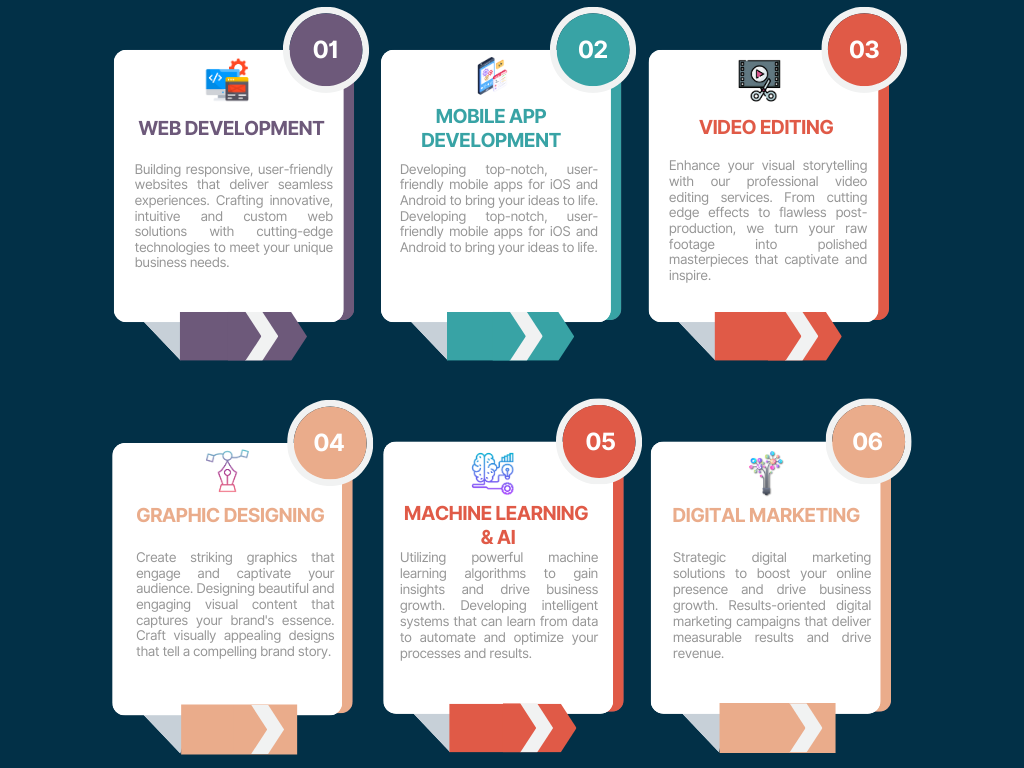 01
WEB DEVELOPMENT
Building responsive, user-friendly
websites that deliver seamless
experiences. Crafting innovative,
intuitive and custom web
solutions with cutting-edge
technologies to meet your unique
business needs.
02
MOBILE APP
DEVELOPMENT
Developing top-notch, user-
friendly mobile apps for iOS and
Android to bring your ideas to life.
Developing top-notch, user-
friendly mobile apps for iOS and
Android to bring your ideas to life.
03
VIDEO EDITING
Enhance your visual storytelling
with our professional video
editing services. From cutting
edge effects to flawless post-
production, we turn your raw
footage into polished
masterpieces that captivate and
inspire.
04
GRAPHIC DESIGNING
Create striking graphics that
engage and captivate your
audience. Designing beautiful and
engaging visual content that
captures your brand's essence.
Craft visually appealing designs
that tell a compelling brand story.
05
MACHINE LEARNING
& AI
Utilizing powerful machine
learning algorithms to gain
insights and drive business
growth. Developing intelligent
systems that can learn from data
to automate and optimize your
processes and results.
06
DIGITAL MARKETING
Strategic digital marketing
solutions to boost your online
presence and drive business
growth. Results-oriented digital
marketing campaigns that deliver
measurable results and drive
revenue.